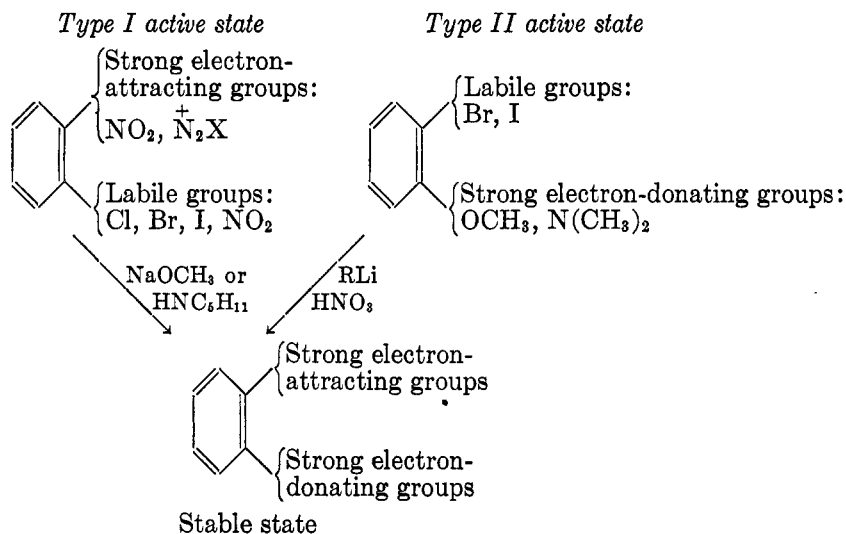 Type I active state
Strong electron-
attracting groups:
NO₂, N⁺₂X
Labile groups:
Cl, Br, I, NO₂
Type II active state
Labile groups:
Br, I
Strong electron-donating groups:
OCH₃, N(CH₃)₂
NaOCH₃ or
HNC₅H₁₁
RLi
HNO₃
Strong electron-
attracting groups
Strong electron-
donating groups
Stable state